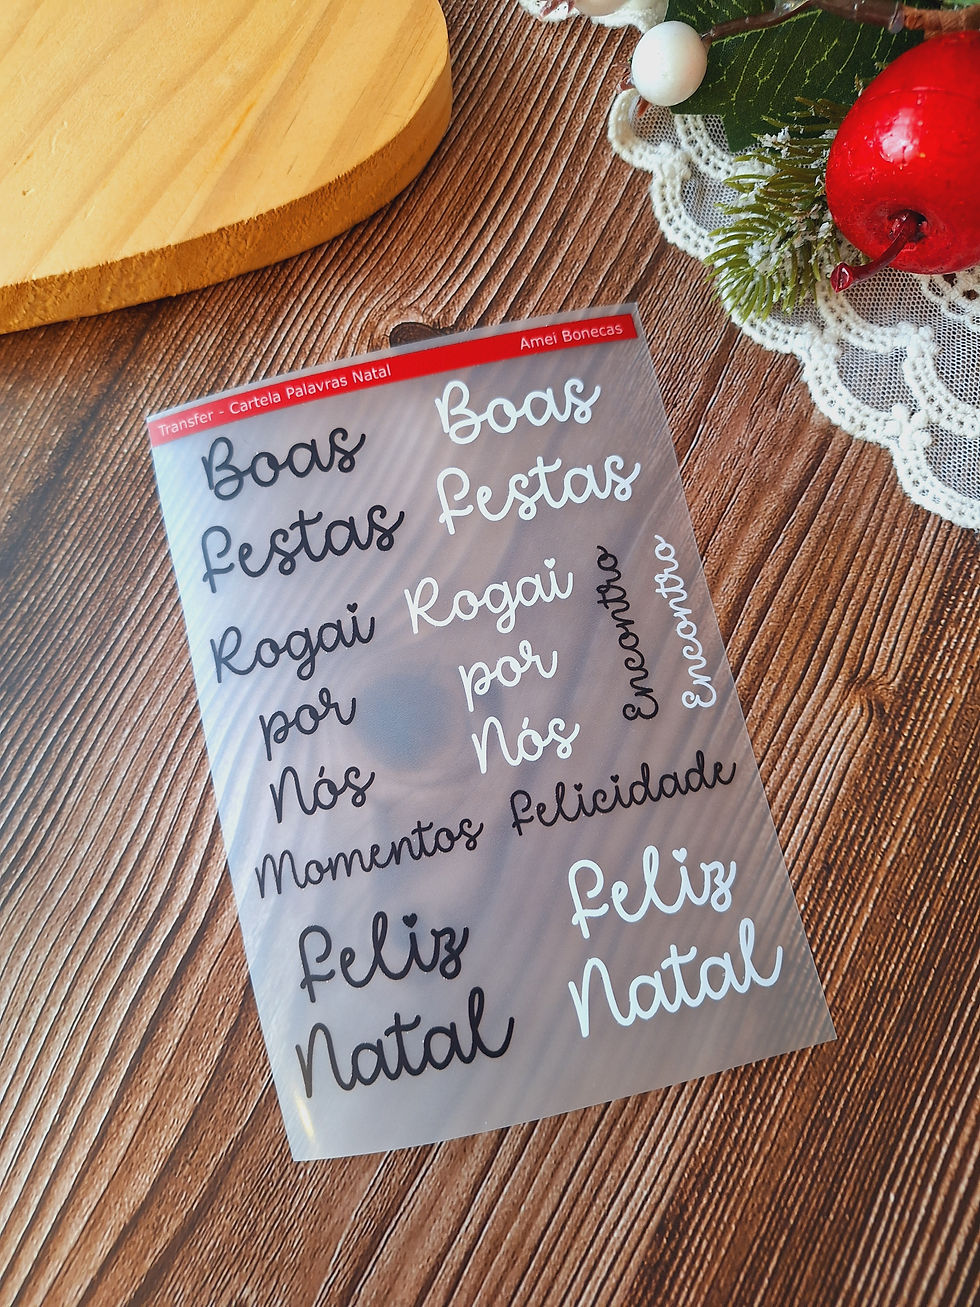 Transfer - Cartela Palavras Natal
Amei Bonecas
Boas
Festas
Boas
Festas
Rogai
por
Nós
Rogai
por
Nós
Encontro
Encontro
Momentos
Felicidade
Feliz
Natal
Feliz
Natal